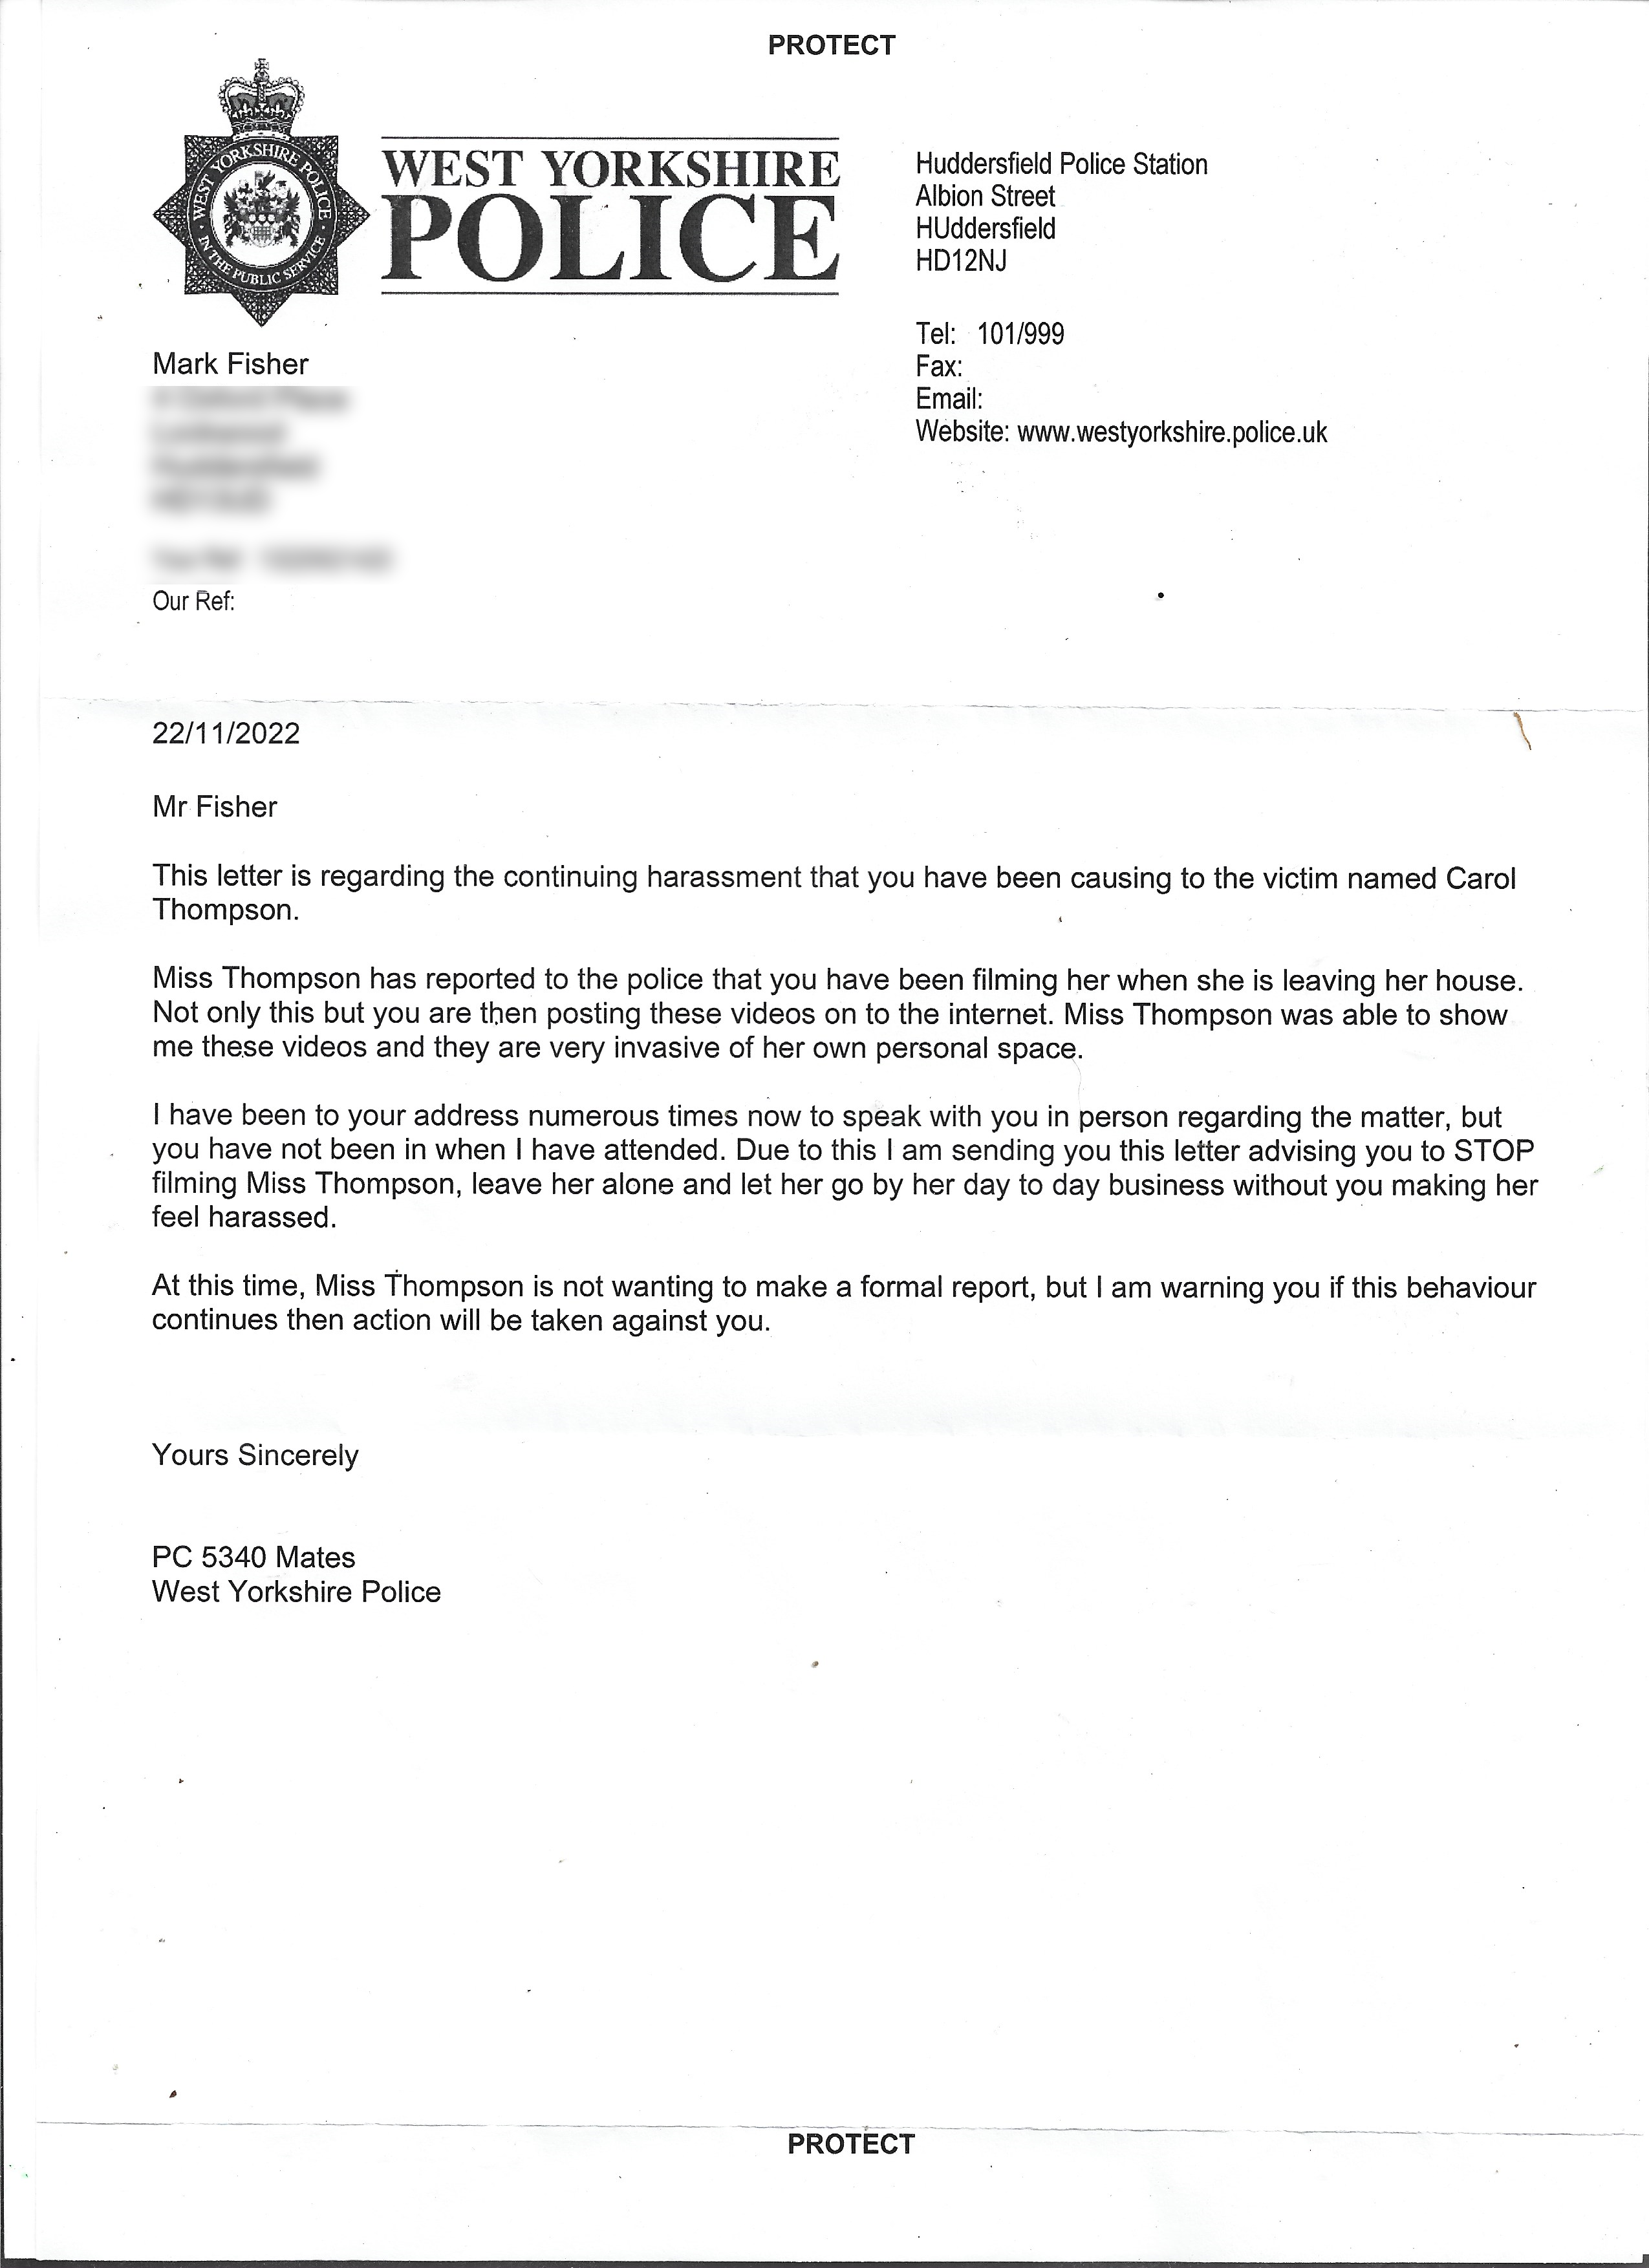 PROTECT
WEST YORKSHIRE POLICE
IN THE PUBLIC SERVICE
WEST YORKSHIRE
POLICE
Huddersfield Police Station
Albion Street
HUddersfield
HD12NJ
Tel: 101/999
Fax:
Email:
Website: www.westyorkshire.police.uk
Mark Fisher
Our Ref:
22/11/2022
Mr Fisher
This letter is regarding the continuing harassment that you have been causing to the victim named Carol
Thompson.
Miss Thompson has reported to the police that you have been filming her when she is leaving her house.
Not only this but you are then posting these videos on to the internet. Miss Thompson was able to show
me these videos and they are very invasive of her own personal space.
I have been to your address numerous times now to speak with you in person regarding the matter, but
you have not been in when I have attended. Due to this I am sending you this letter advising you to STOP
filming Miss Thompson, leave her alone and let her go by her day to day business without you making her
feel harassed.
At this time, Miss Thompson is not wanting to make a formal report, but I am warning you if this behaviour
continues then action will be taken against you.
Yours Sincerely
PC 5340 Mates
West Yorkshire Police
PROTECT